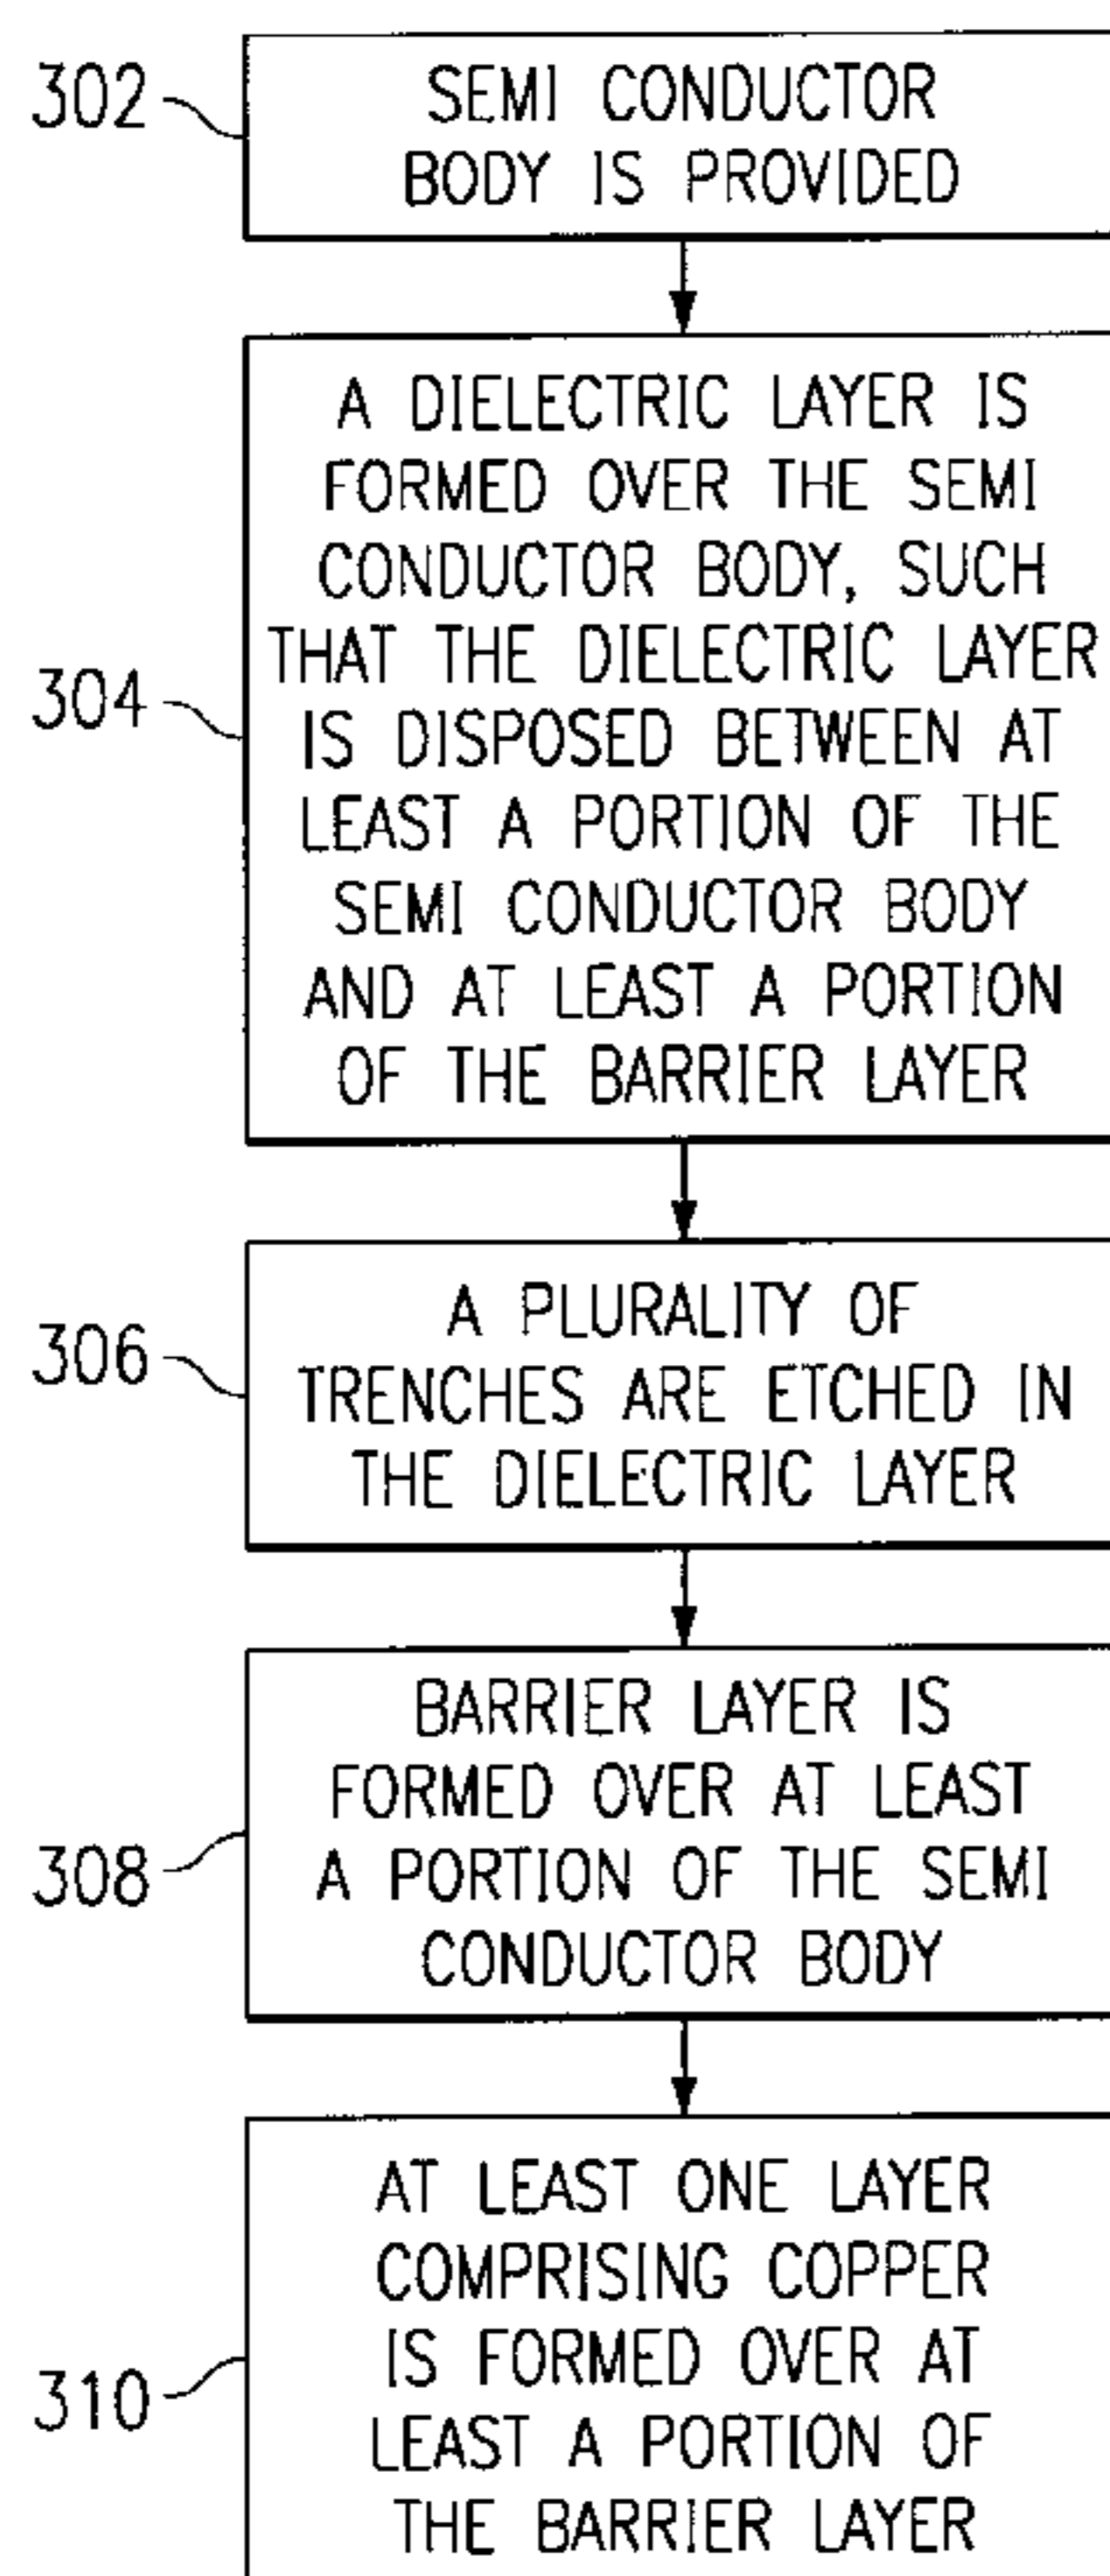 302
SEMI CONDUCTOR
BODY IS PROVIDED
304
A DIELECTRIC LAYER IS
FORMED OVER THE SEMI
CONDUCTOR BODY, SUCH
THAT THE DIELECTRIC LAYER
IS DISPOSED BETWEEN AT
LEAST A PORTION OF THE
SEMI CONDUCTOR BODY
AND AT LEAST A PORTION
OF THE BARRIER LAYER
306
A PLURALITY OF
TRENCHES ARE ETCHED IN
THE DIELECTRIC LAYER
308
BARRIER LAYER IS
FORMED OVER AT LEAST
A PORTION OF THE SEMI
CONDUCTOR BODY
310
AT LEAST ONE LAYER
COMPRISING COPPER
IS FORMED OVER AT
LEAST A PORTION OF
THE BARRIER LAYER